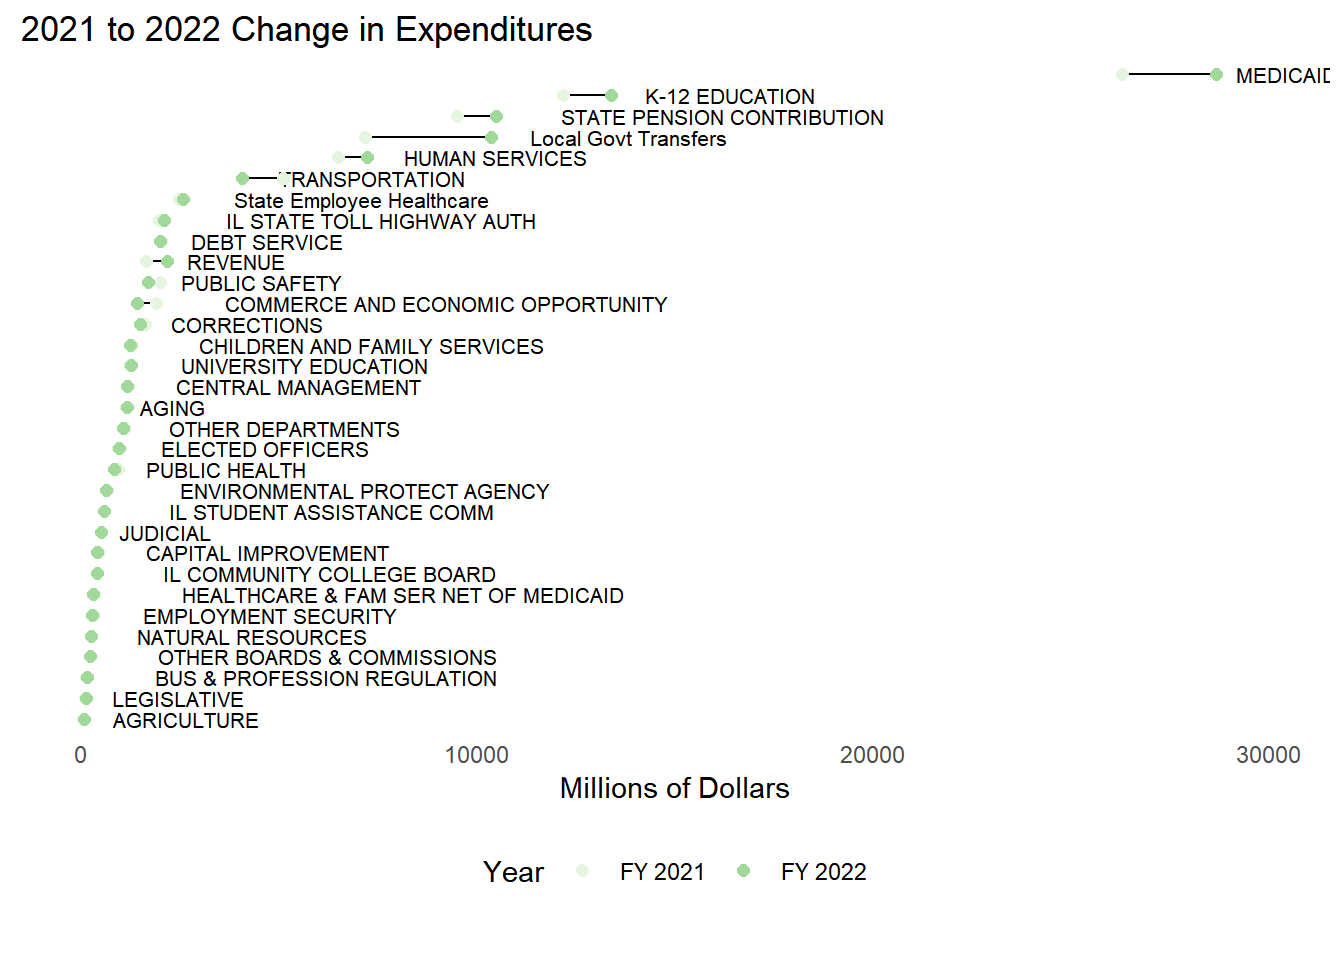 2021 to 2022 Change in Expenditures
MEDICAID
K-12 EDUCATION
STATE PENSION CONTRIBUTION
Local Govt Transfers
HUMAN SERVICES
TRANSPORTATION
State Employee Healthcare
IL STATE TOLL HIGHWAY AUTH
DEBT SERVICE
REVENUE
PUBLIC SAFETY
COMMERCE AND ECONOMIC OPPORTUNITY
CORRECTIONS
CHILDREN AND FAMILY SERVICES
UNIVERSITY EDUCATION
CENTRAL MANAGEMENT
AGING
OTHER DEPARTMENTS
ELECTED OFFICERS
PUBLIC HEALTH
ENVIRONMENTAL PROTECT AGENCY
IL STUDENT ASSISTANCE COMM
JUDICIAL
CAPITAL IMPROVEMENT
IL COMMUNITY COLLEGE BOARD
HEALTHCARE & FAM SER NET OF MEDICAID
EMPLOYMENT SECURITY
NATURAL RESOURCES
OTHER BOARDS & COMMISSIONS
BUS & PROFESSION REGULATION
LEGISLATIVE
AGRICULTURE
0 10000 20000 30000
Millions of Dollars
Year FY 2021 FY 2022